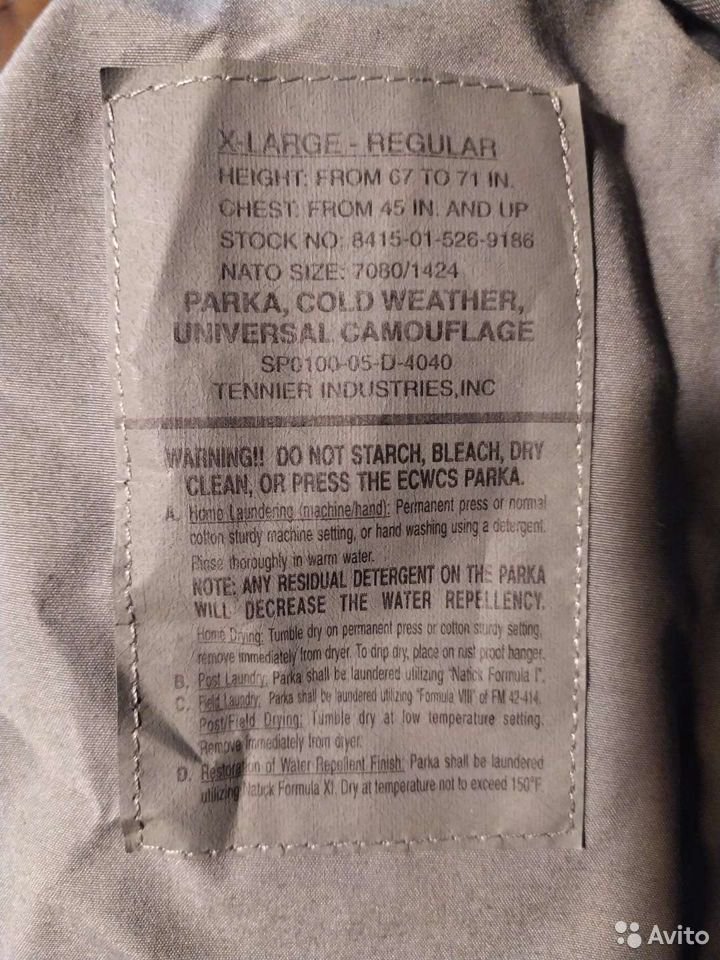 X-LARGE - REGULAR
HEIGHT: FROM 67 TO 71 IN.
CHEST: FROM 45 IN. AND UP
STOCK NO: 8415-01-526-9186
NATO SIZE: 7080/1424
PARKA, COLD WEATHER,
UNIVERSAL CAMOUFLAGE
SP0100-05-D-4040
TENNIER INDUSTRIES,INC
WARNING!! DO NOT STARCH, BLEACH, DRY
CLEAN, OR PRESS THE ECWCS PARKA.
A. Home Laundering (machine/hand): Permanent press or normal
cotton sturdy machine setting, or hand washing using a detergent.
Rinse thoroughly in warm water.
NOTE: ANY RESIDUAL DETERGENT ON THE PARKA
WILL DECREASE THE WATER REPELLENCY.
Home Drying: Tumble dry on permanent press or cotton sturdy setting,
remove immediately from dryer. To drip dry, place on rust proof hanger.
B. Post Laundry: Parka shall be laundered utilizing "Natick Formula I".
C. Field Laundry: Parka shall be laundered utilizing "Formula VIII" of FM 42-414.
Post/Field Drying: Tumble dry at low temperature setting.
Remove immediately from dryer.
D. Restoration of Water Repellent Finish: Parka shall be laundered
utilizing Natick Formula XI. Dry at temperature not to exceed 150°F.
Avito